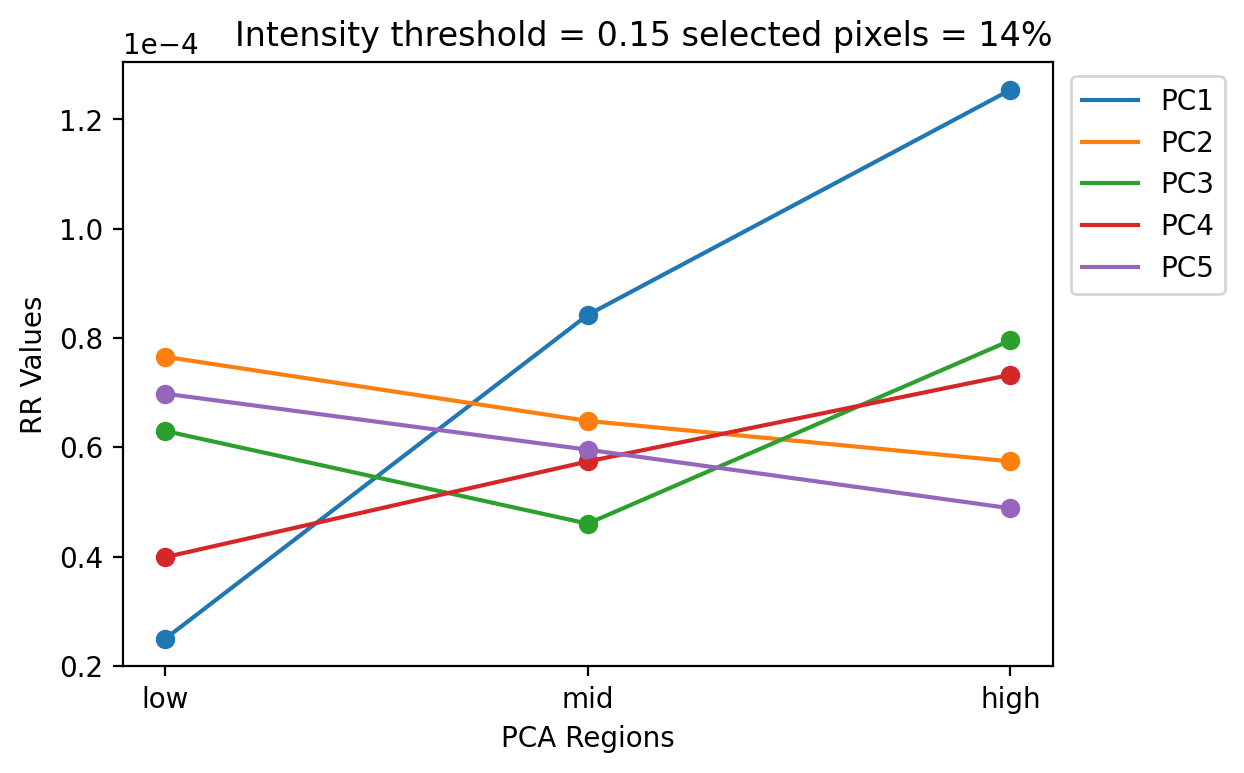 1e−4
Intensity threshold = 0.15 selected pixels = 14%
1.2
1.0
0.8
0.6
0.4
0.2
RR Values
low
mid
high
PCA Regions
PC1
PC2
PC3
PC4
PC5